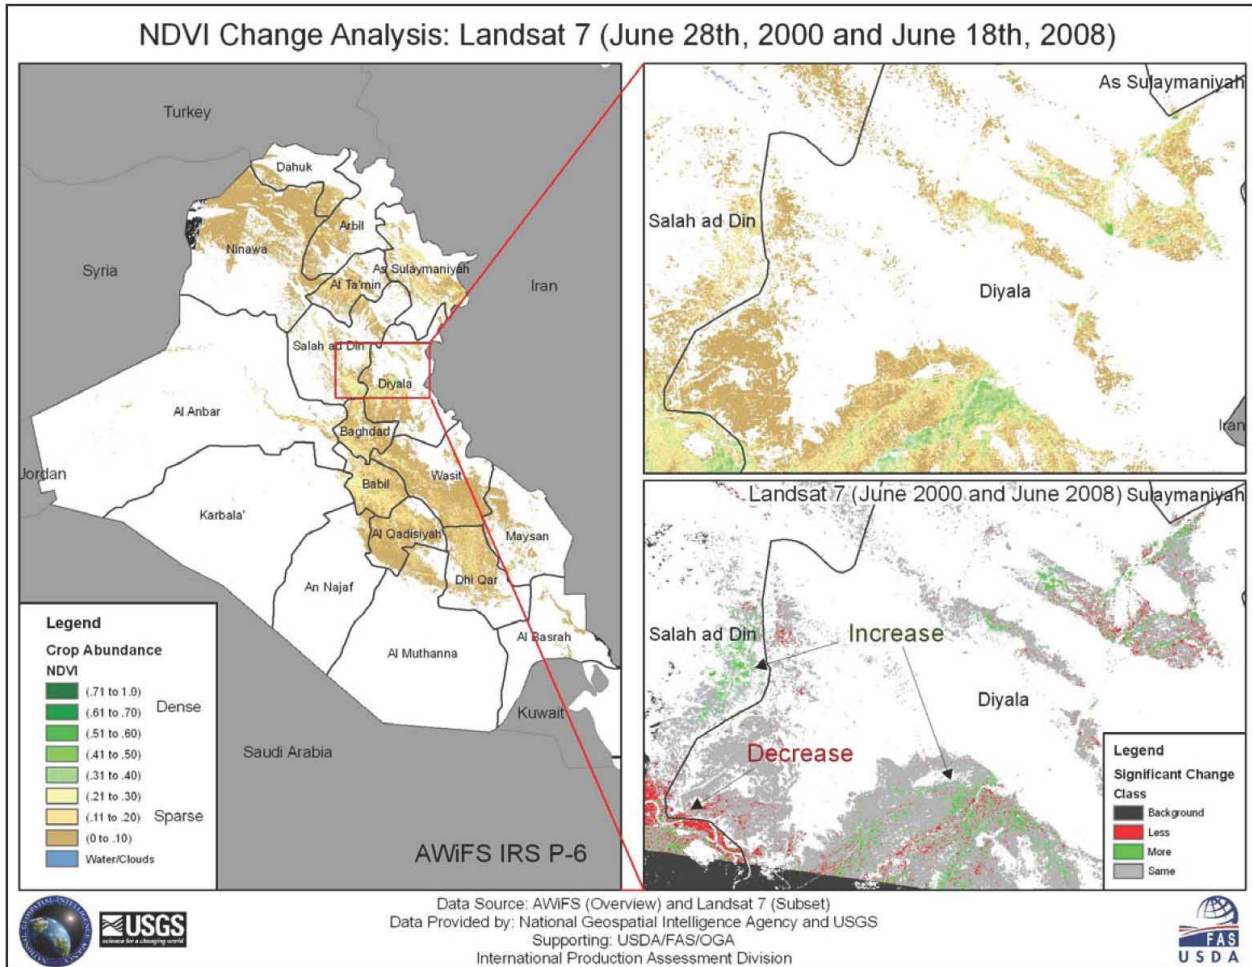 NDVI Change Analysis: Landsat 7 (June 28th, 2000 and June 18th, 2008)
Turkey
Dahuk
Arbil
Ninawa
As Sulaymaniyah
Syria
Al Ta'min
Iran
Salah ad Din
Diyala
Al Anbar
Baghdad
Jordan
Wasit
Babil
Karbala'
Al Qadisiyah
Maysan
An Najaf
Dhi Qar
Al Basrah
Al Muthanna
Kuwait
Saudi Arabia
Legend
Crop Abundance
NDVI
(.71 to 1.0)
(.61 to .70)
Dense
(.51 to .60)
(.41 to .50)
(.31 to .40)
(.21 to .30)
(.11 to .20)
Sparse
(0 to .10)
Water/Clouds
AWiFS IRS P-6
As Sulaymaniyah
Salah ad Din
Diyala
Iran
Landsat 7 (June 2000 and June 2008) Sulaymaniyah
Salah ad Din
Increase
Diyala
Decrease
Legend
Significant Change
Class
Background
Less
More
Same
NATIONAL GEOSPATIAL-INTELLIGENCE AGENCY
USGS
science for a changing world
Data Source: AWiFS (Overview) and Landsat 7 (Subset)
Data Provided by: National Geospatial Intelligence Agency and USGS
Supporting: USDA/FAS/OGA
International Production Assessment Division
FAS
USDA